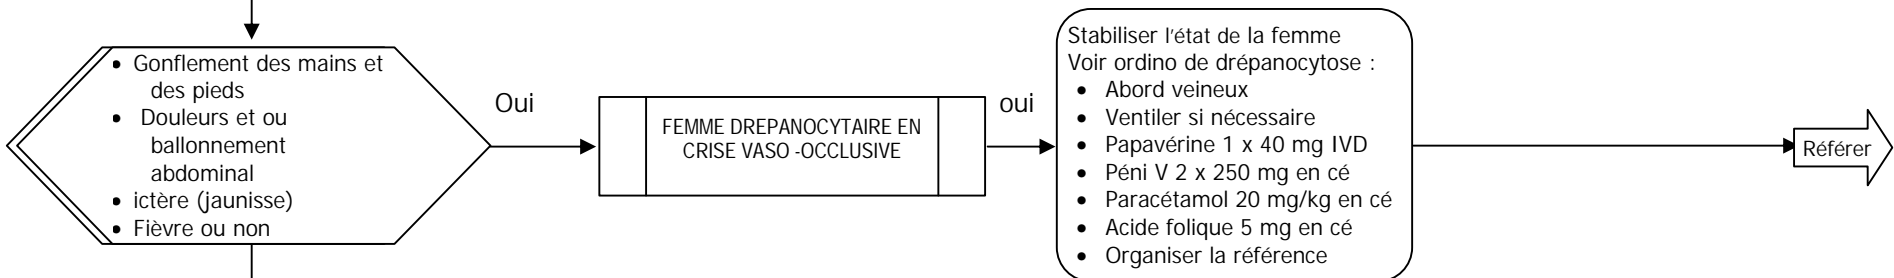 • Gonflement des mains et
des pieds
• Douleurs et ou
ballonnement
abdominal
• ictère (jaunisse)
• Fièvre ou non
Oui
FEMME DREPANOCYTAIRE EN
CRISE VASO -OCCLUSIVE
oui
Stabiliser l'état de la femme
Voir ordino de drépanocytose :
• Abord veineux
• Ventiler si nécessaire
• Papavérine 1 x 40 mg IVD
• Péni V 2 x 250 mg en cé
• Paracétamol 20 mg/kg en cé
• Acide folique 5 mg en cé
• Organiser la référence
Référer